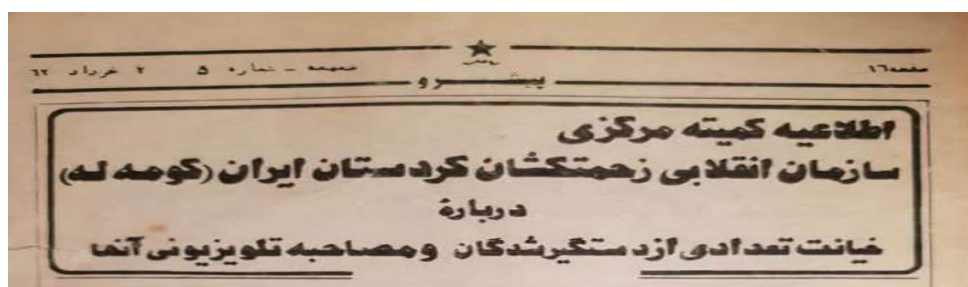 صفحه ۱۶ ضمیمه - شماره ۵ ۲ خرداد ۶۲
پیشرو
اطلاعیه کمیته مرکزی
سازمان انقلابی زحمتکشان کردستان ایران (کومه له)
دربارهٔ
خیانت تعدادی از دستگیرشدگان و مصاحبه تلویزیونی آنها